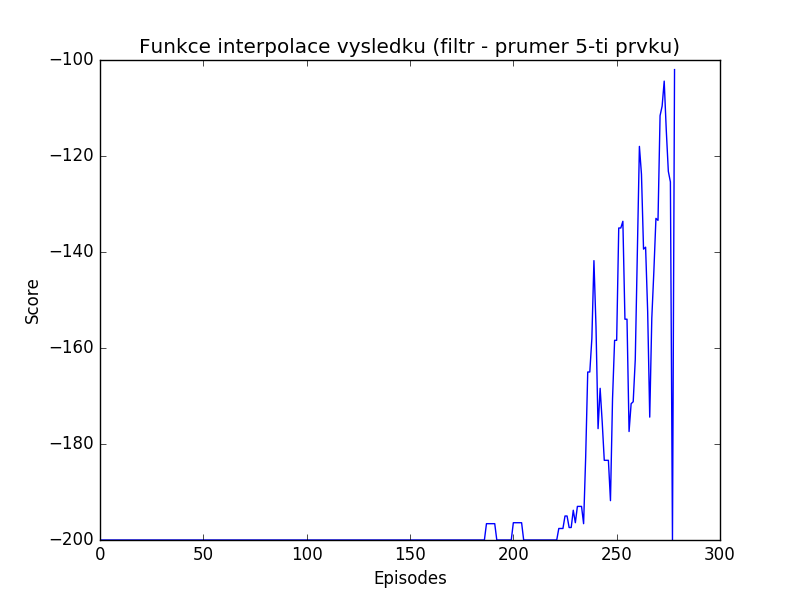 Funkce interpolace vysledku (filtr - prumer 5-ti prvku)
−100
−120
−140
−160
−180
−200
Score
0 50 100 150 200 250 300
Episodes